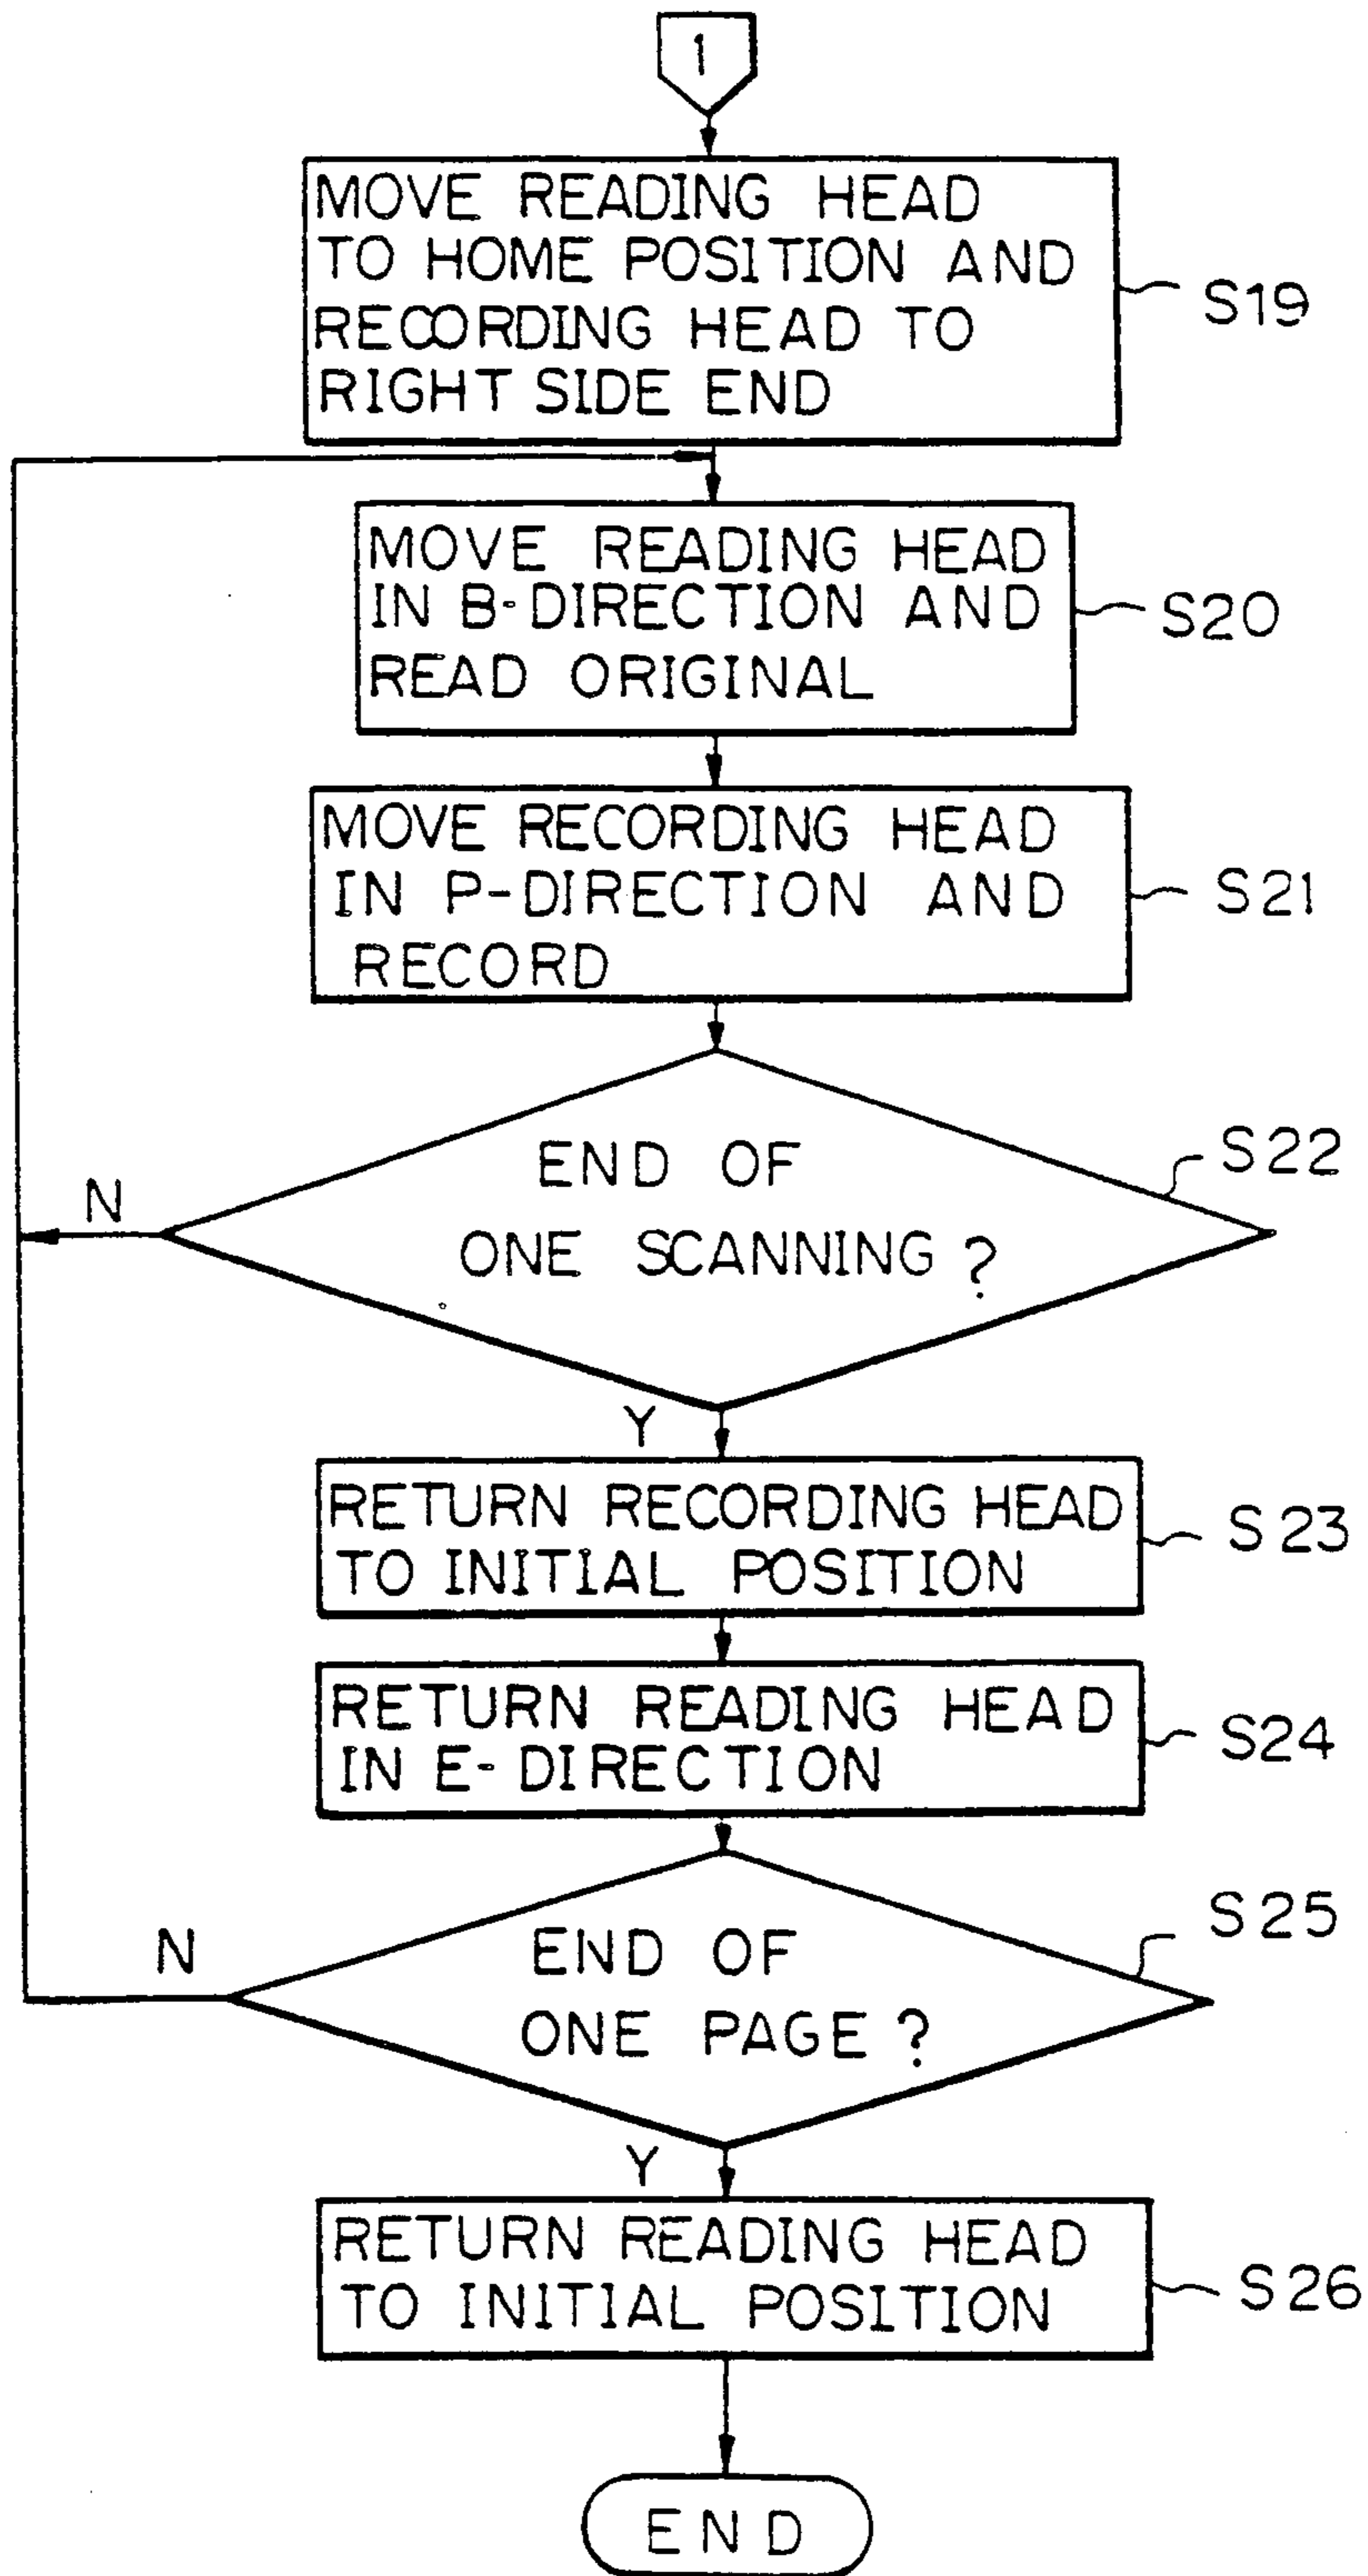 1
MOVE READING HEAD
TO HOME POSITION AND
RECORDING HEAD TO
RIGHT SIDE END
S19
MOVE READING HEAD
IN B-DIRECTION AND
READ ORIGINAL
S20
MOVE RECORDING HEAD
IN P-DIRECTION AND
RECORD
S21
END OF
ONE SCANNING?
S22
N
Y
RETURN RECORDING HEAD
TO INITIAL POSITION
S23
RETURN READING HEAD
IN E-DIRECTION
S24
END OF
ONE PAGE?
S25
N
Y
RETURN READING HEAD
TO INITIAL POSITION
S26
END